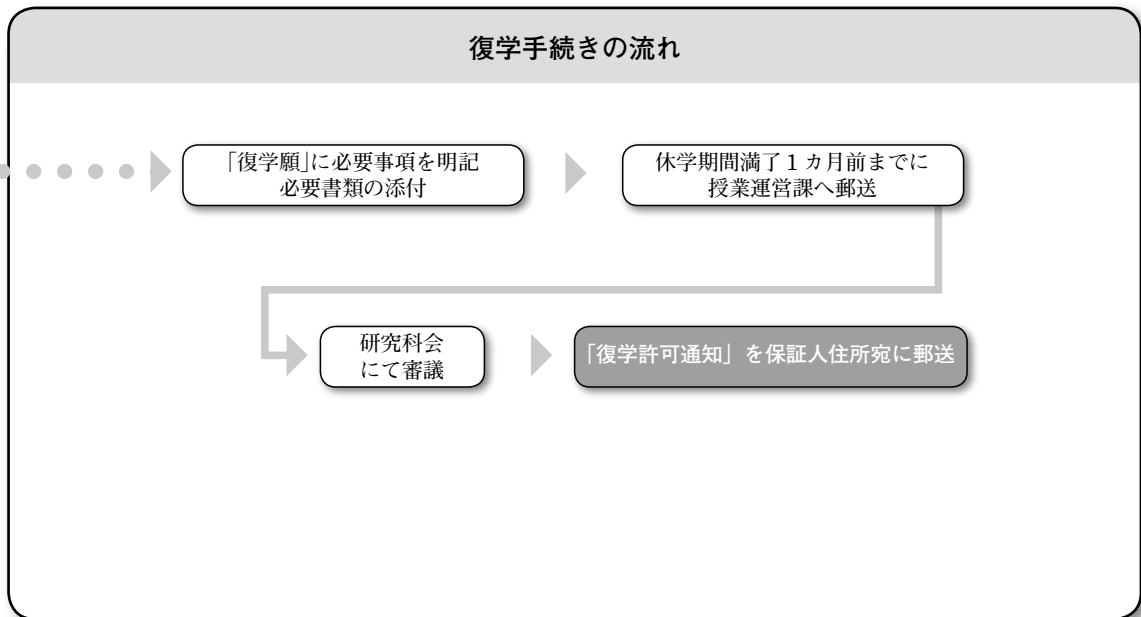 復学手続きの流れ
「復学願」に必要事項を明記
必要書類の添付
休学期間満了１カ月前までに
授業運営課へ郵送
研究科会
にて審議
「復学許可通知」を保証人住所宛に郵送